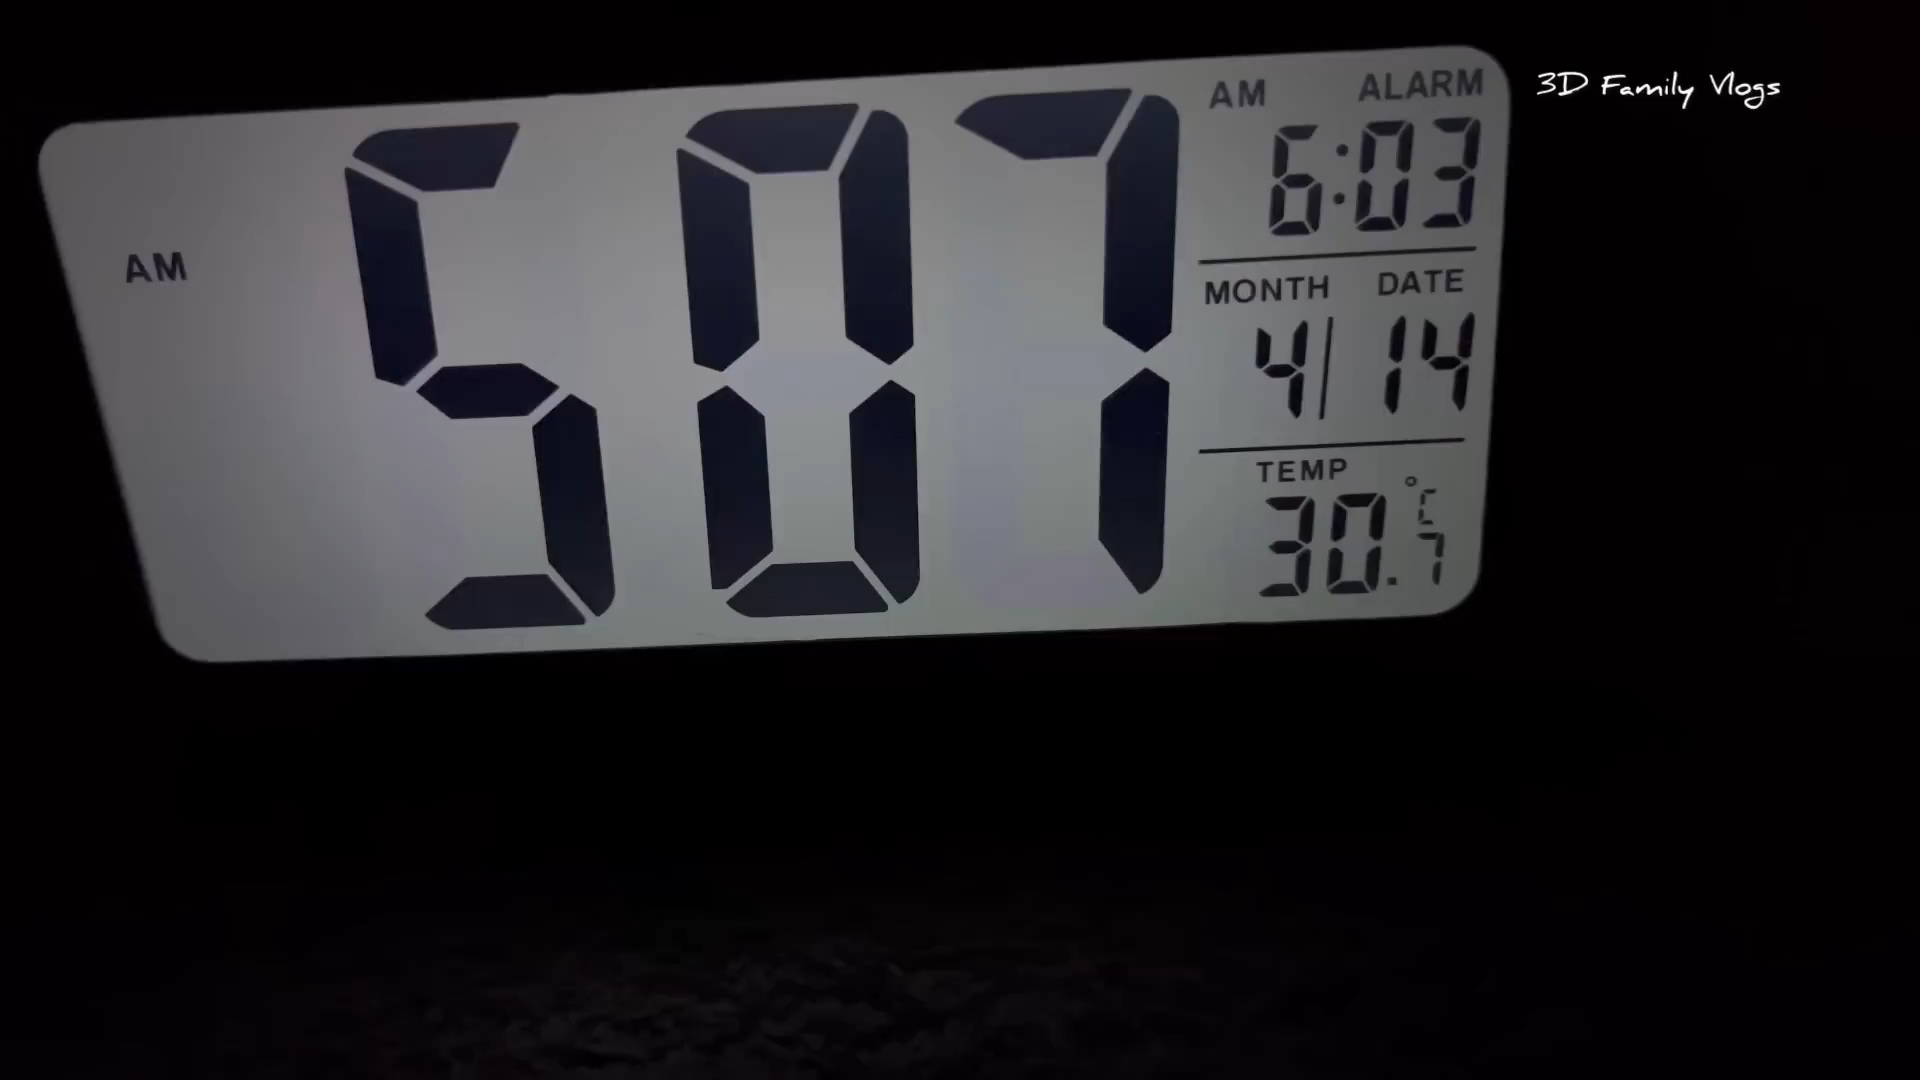 AM
5 07
AM ALARM
6:03
MONTH DATE
4| 14
TEMP
30.7 °C
3D Family Vlogs